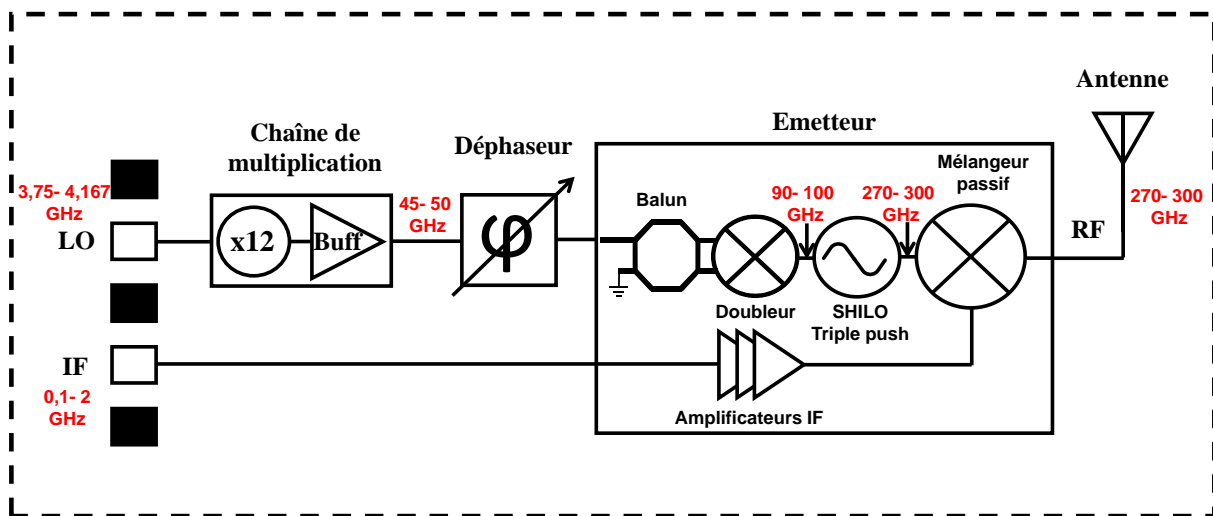 Antenne
Chaîne de
multiplication
Déphaseur
Emetteur
Mélangeur
passif
3,75- 4,167
GHz
LO
x12
Buff
45- 50
GHz
φ
Balun
90- 100
GHz
270- 300
GHz
RF
270- 300
GHz
Doubleur
SHILO
Triple push
IF
0,1- 2
GHz
Amplificateurs IF